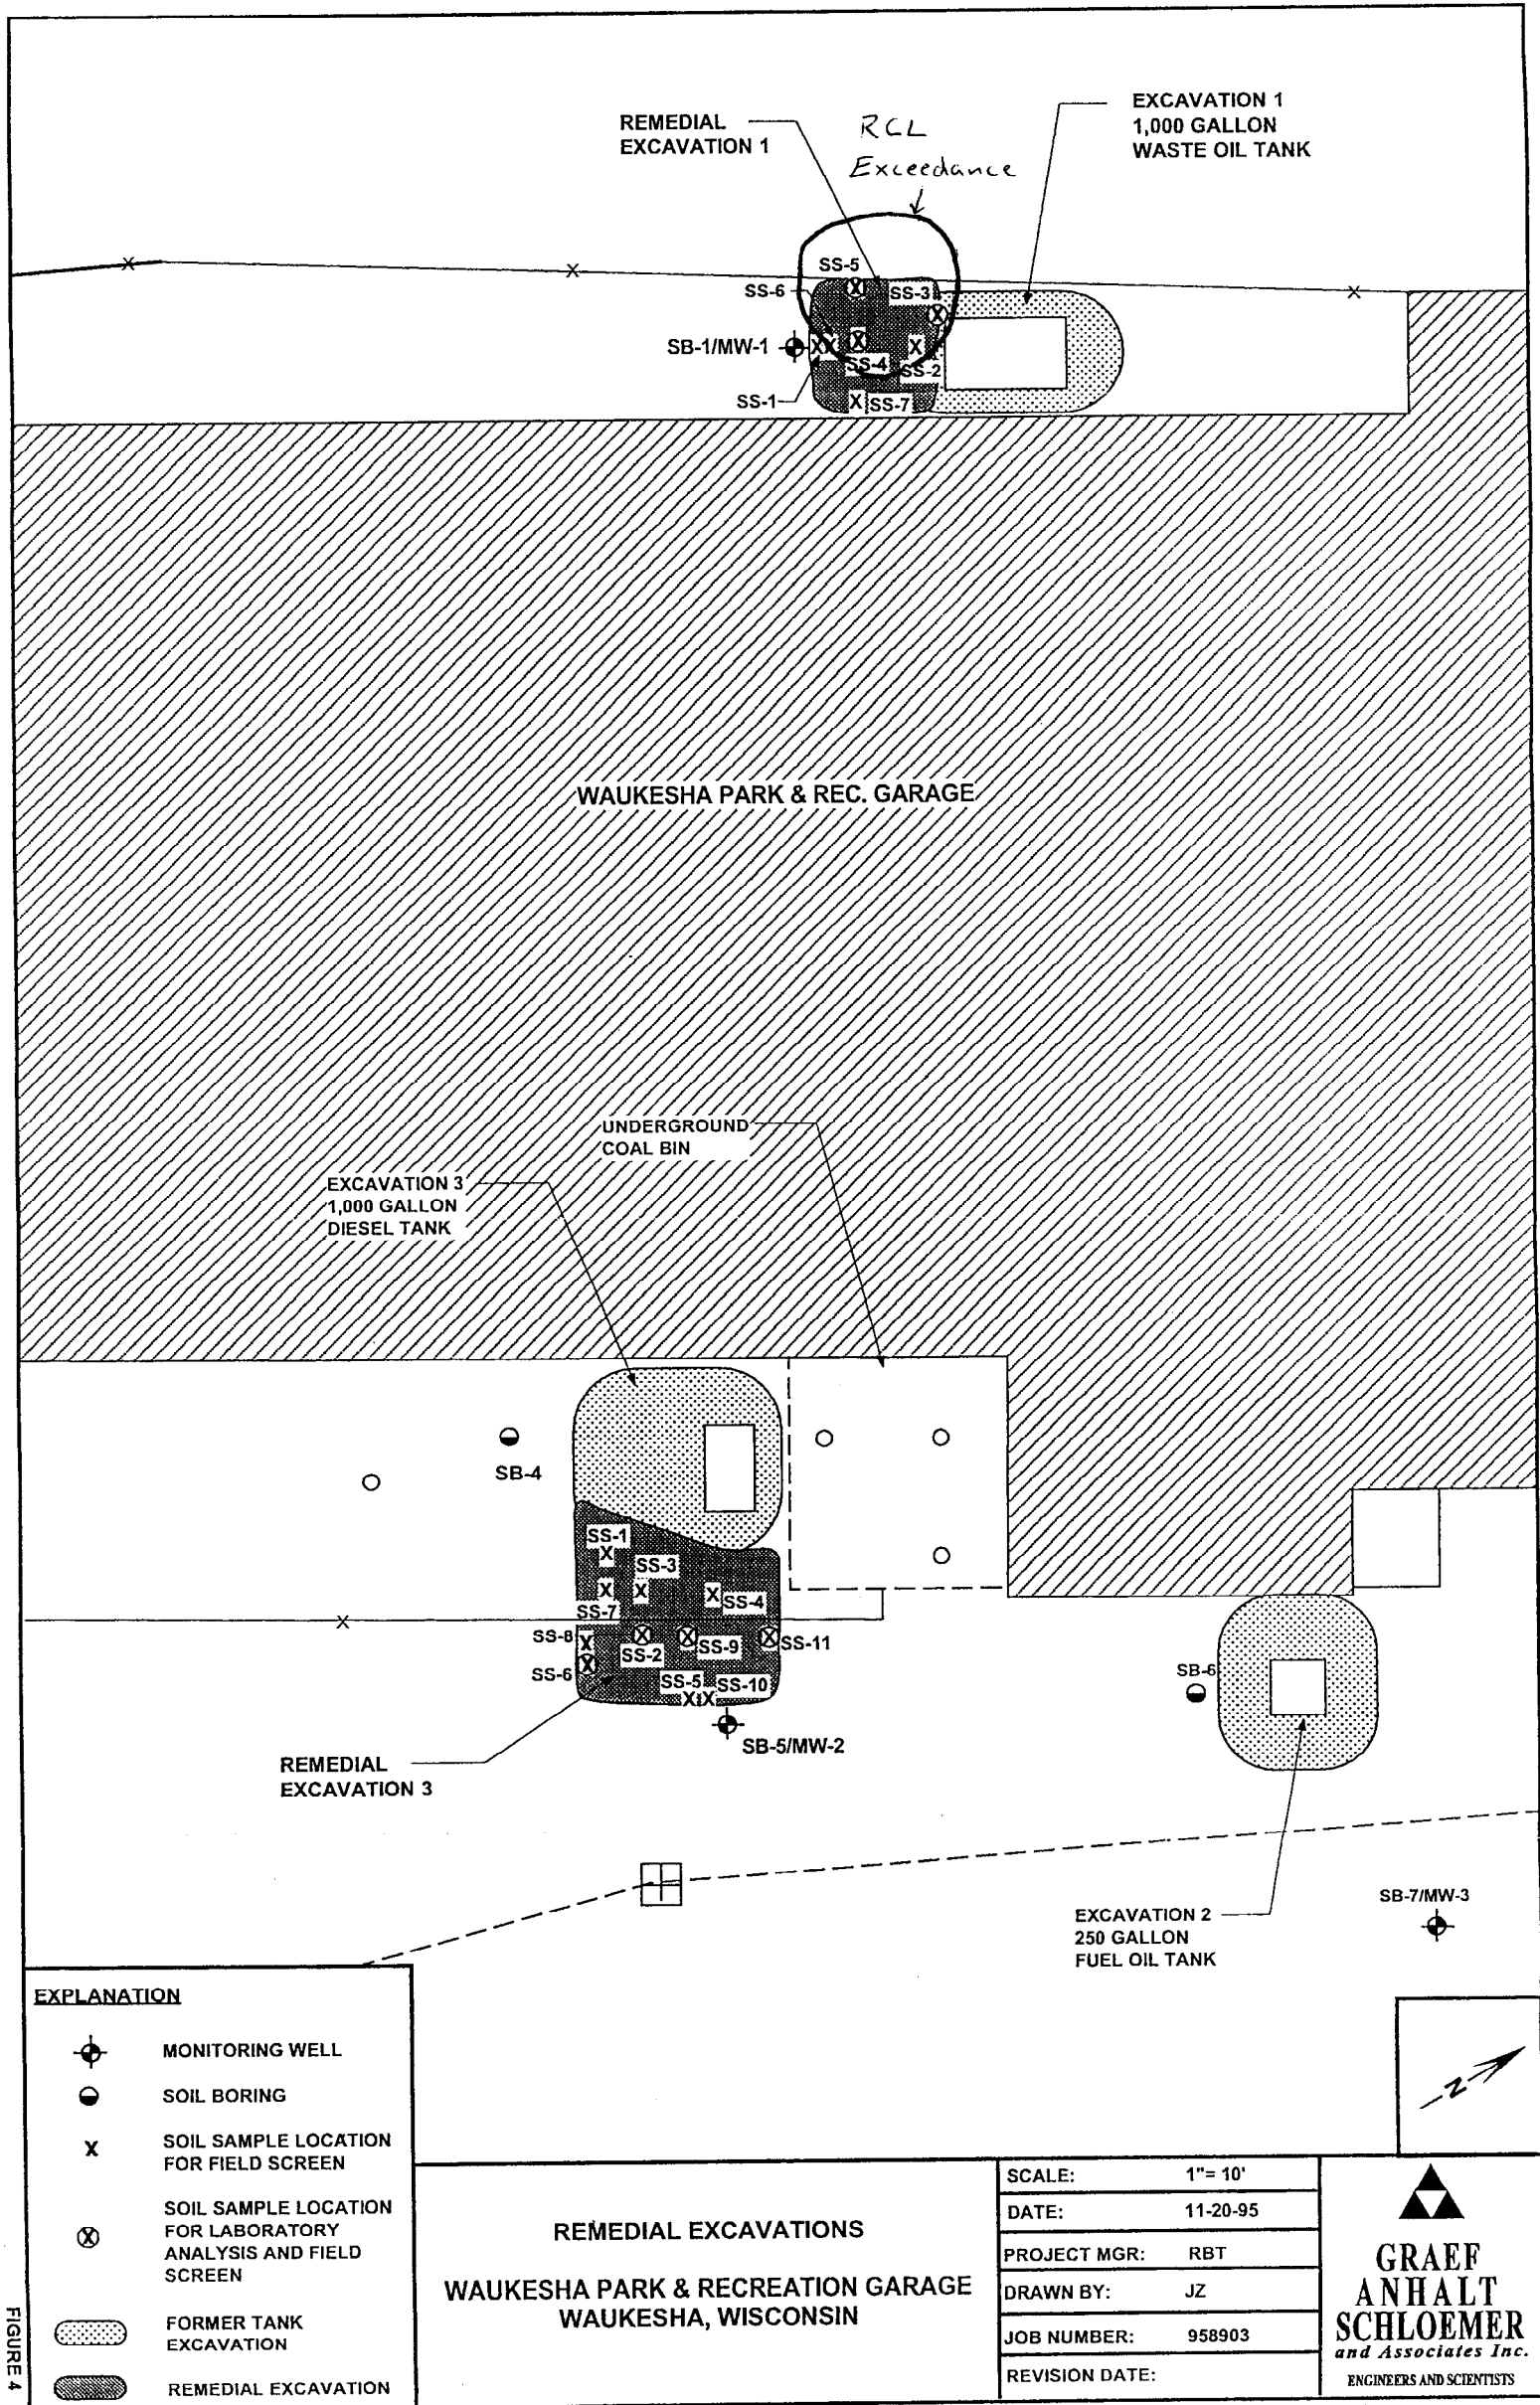 REMEDIAL
EXCAVATION 1
RCL
Exceedance
EXCAVATION 1
1,000 GALLON
WASTE OIL TANK
SS-5
SS-6
SS-3
SB-1/MW-1
SS-4
SS-2
SS-1
SS-7
WAUKESHA PARK & REC. GARAGE
UNDERGROUND
COAL BIN
EXCAVATION 3
1,000 GALLON
DIESEL TANK
SB-4
SS-1
SS-3
SS-4
SS-7
SS-8
SS-2
SS-9
SS-11
SS-6
SS-5
SS-10
SB-5/MW-2
SB-6
REMEDIAL
EXCAVATION 3
EXCAVATION 2
250 GALLON
FUEL OIL TANK
SB-7/MW-3
N
EXPLANATION
MONITORING WELL
SOIL BORING
X
SOIL SAMPLE LOCATION
FOR FIELD SCREEN
SOIL SAMPLE LOCATION
FOR LABORATORY
ANALYSIS AND FIELD
SCREEN
FORMER TANK
EXCAVATION
REMEDIAL EXCAVATION
REMEDIAL EXCAVATIONS
WAUKESHA PARK & RECREATION GARAGE
WAUKESHA, WISCONSIN
SCALE: 1"= 10'
DATE: 11-20-95
PROJECT MGR: RBT
DRAWN BY: JZ
JOB NUMBER: 958903
REVISION DATE:
GRAEF
ANHALT
SCHLOEMER
and Associates Inc.
ENGINEERS AND SCIENTISTS
FIGURE 4